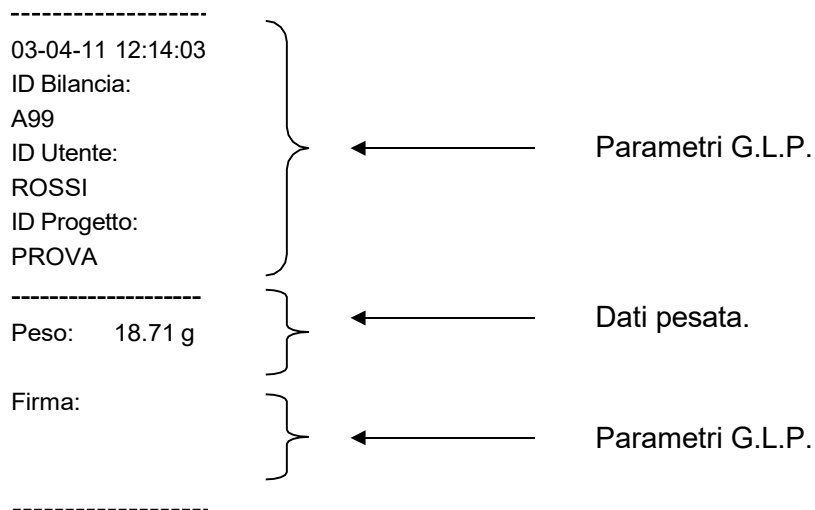 --------------------
03-04-11 12:14:03
ID Bilancia:
A99
ID Utente:
ROSSI
ID Progetto:
PROVA
Parametri G.L.P.
--------------------
Peso: 18.71 g
Dati pesata.
Firma:
Parametri G.L.P.
--------------------